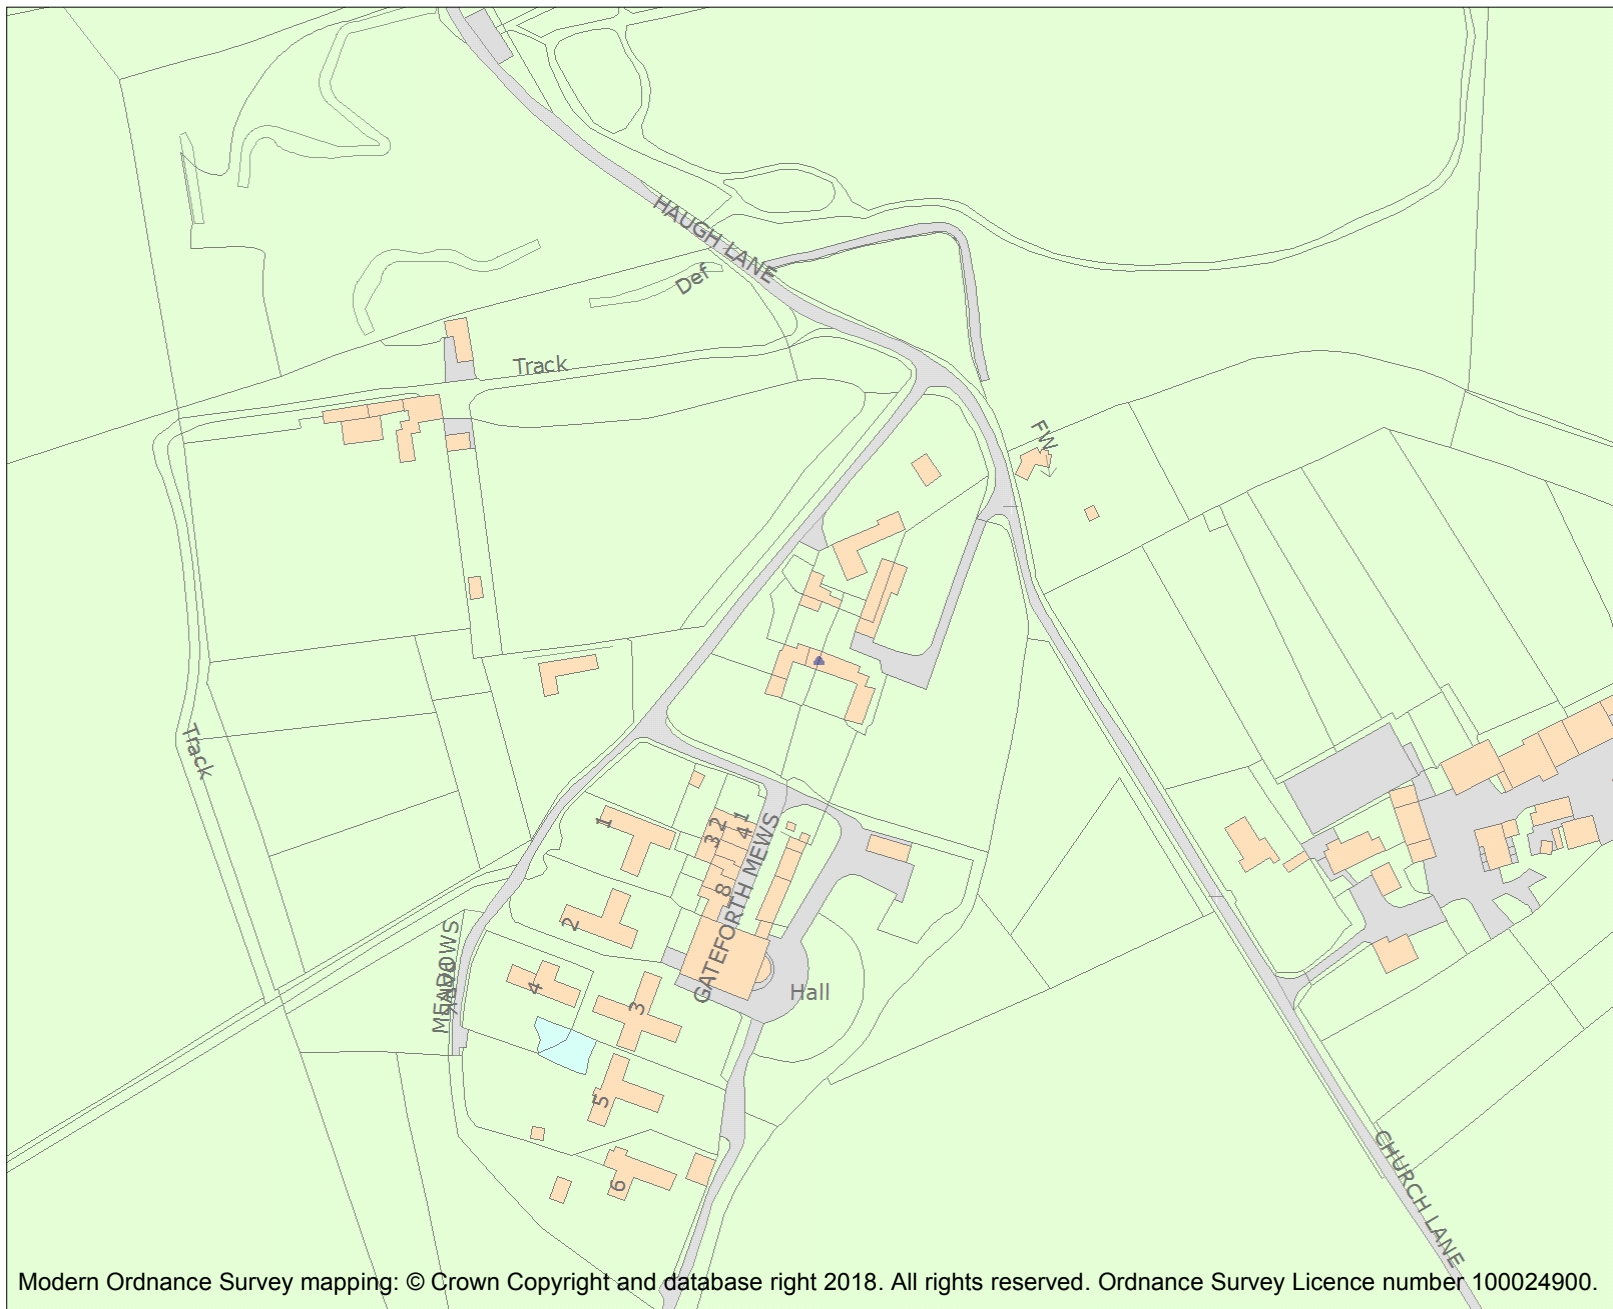 HAUGH LANE
Def
Track
FW
Track
1
1
2
3
4
8
2
GATEFORTH MEWS
MEADOWS
4
3
Hall
5
6
CHURCH LANE
Modern Ordnance Survey mapping: © Crown Copyright and database right 2018. All rights reserved. Ordnance Survey Licence number 100024900.